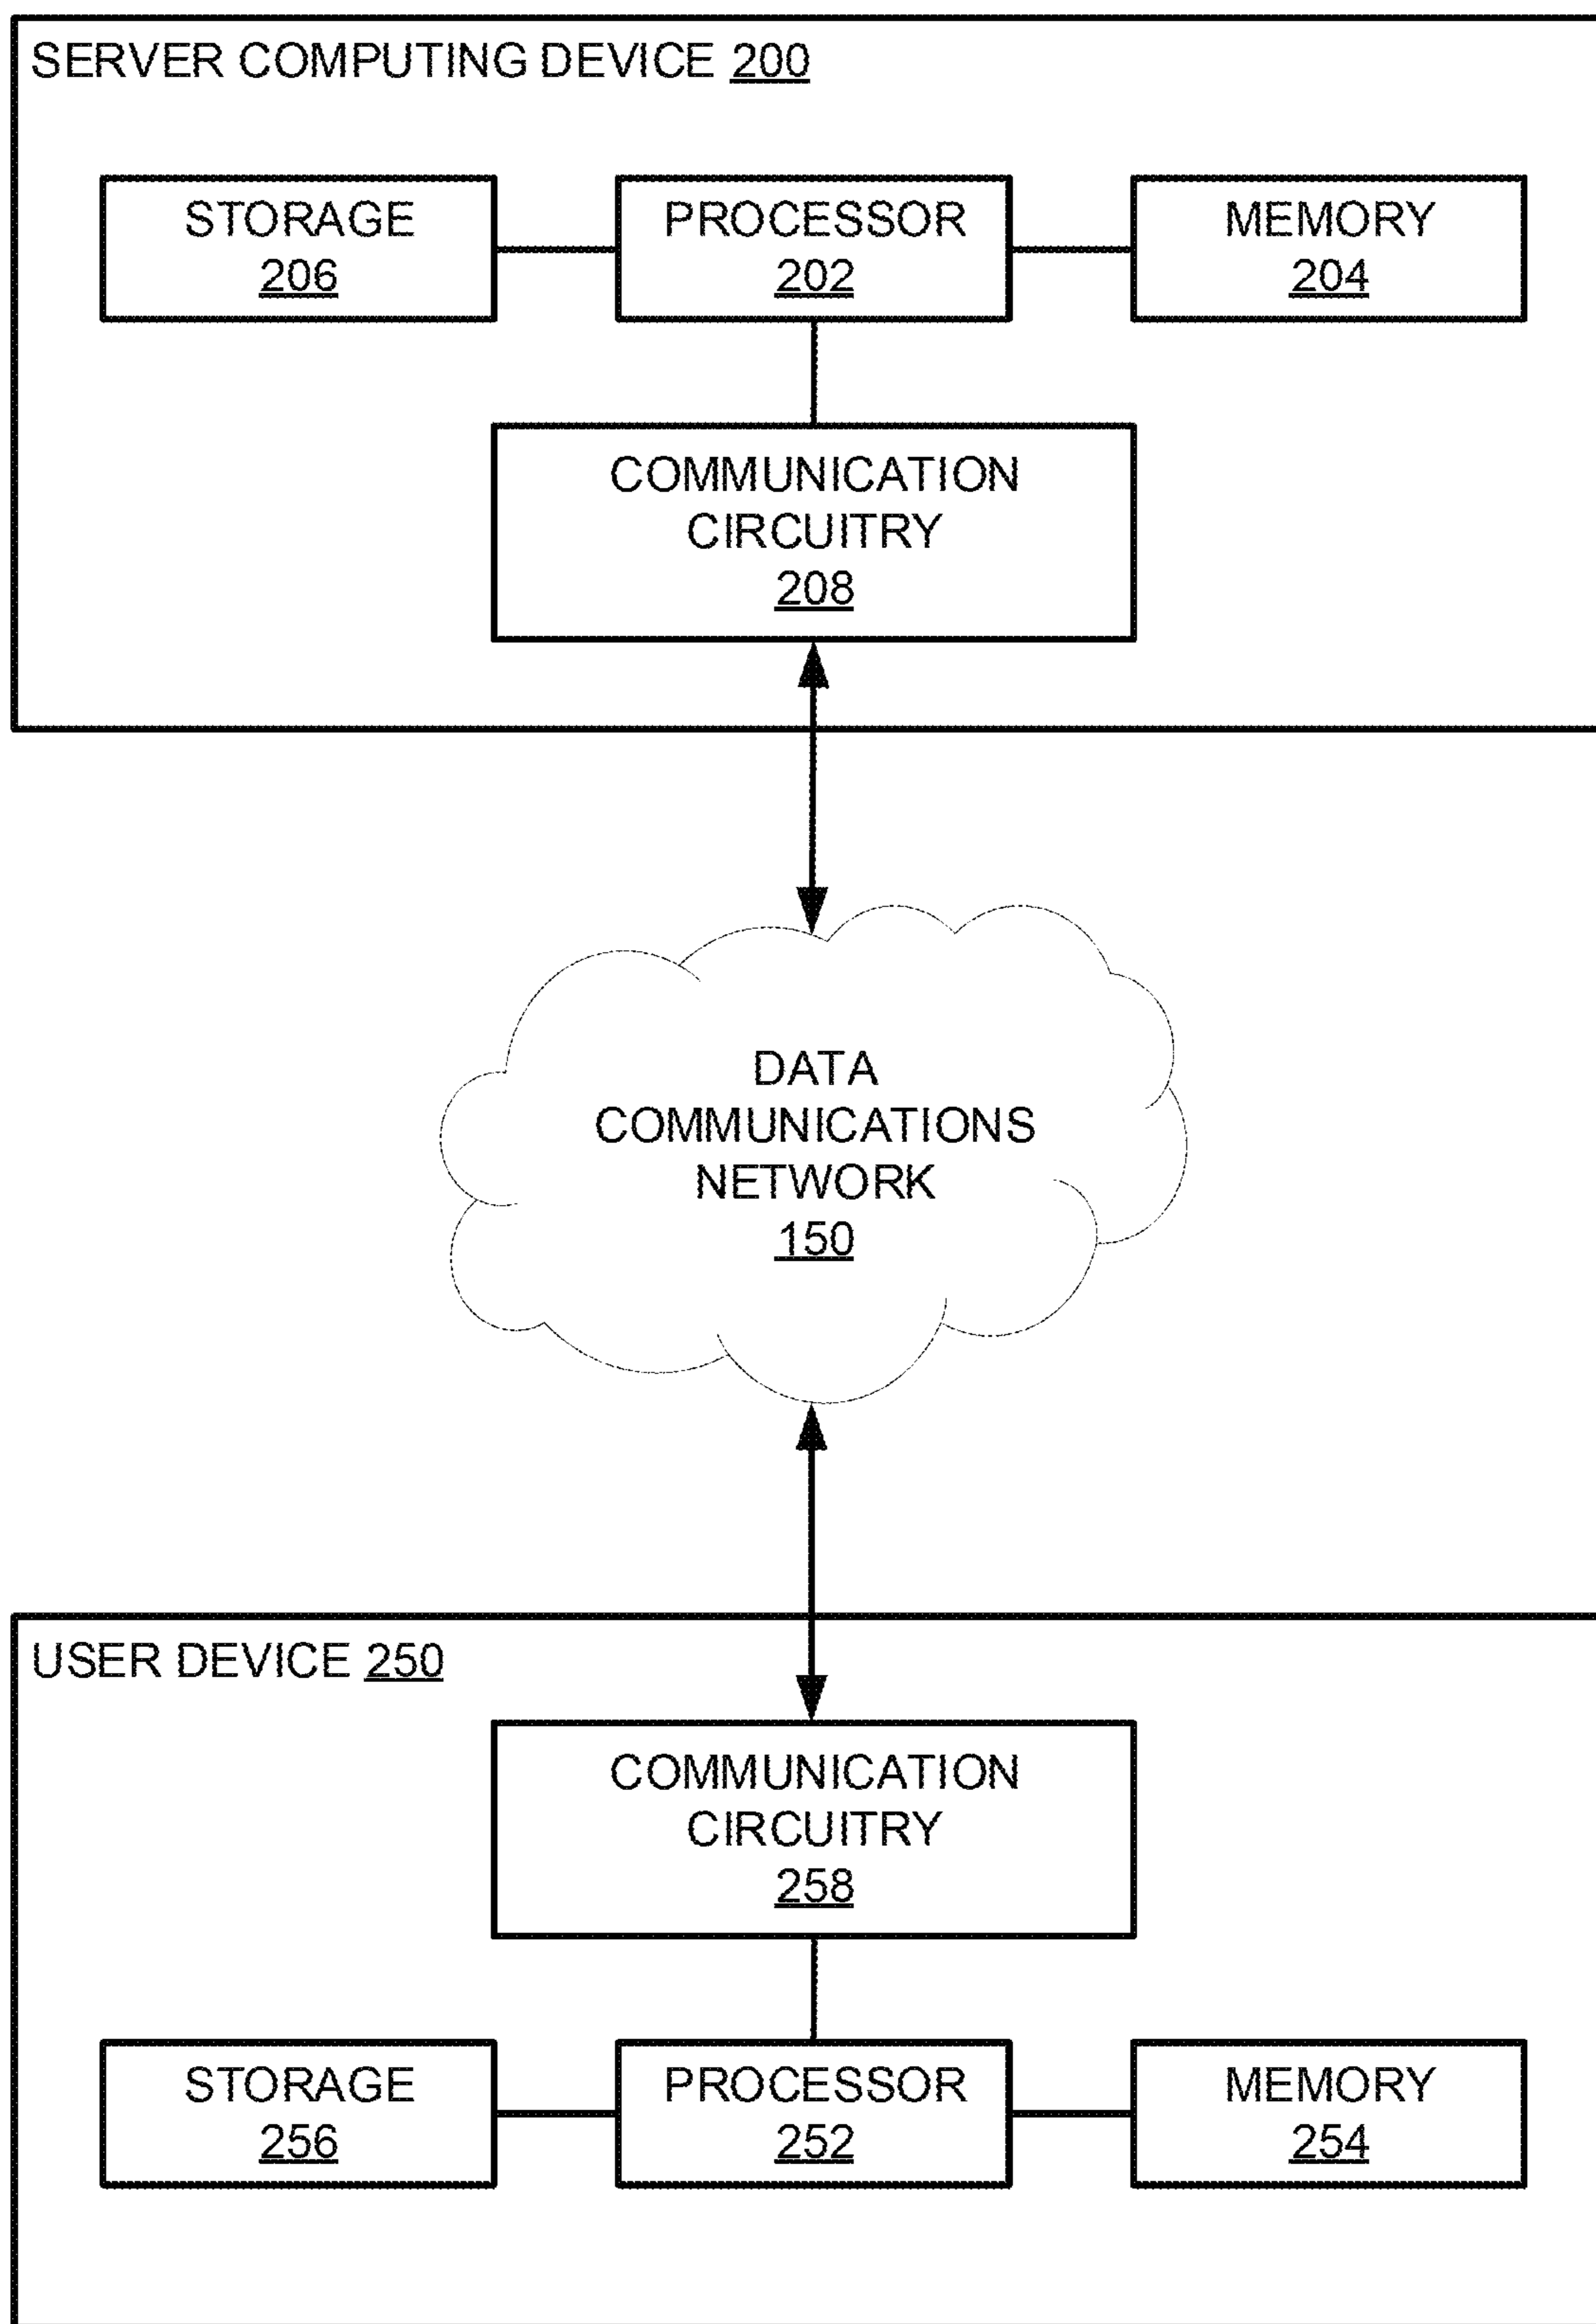 SERVER COMPUTING DEVICE 200
STORAGE
206
PROCESSOR
202
MEMORY
204
COMMUNICATION
CIRCUITRY
208
DATA
COMMUNICATIONS
NETWORK
150
USER DEVICE 250
COMMUNICATION
CIRCUITRY
258
STORAGE
256
PROCESSOR
252
MEMORY
254